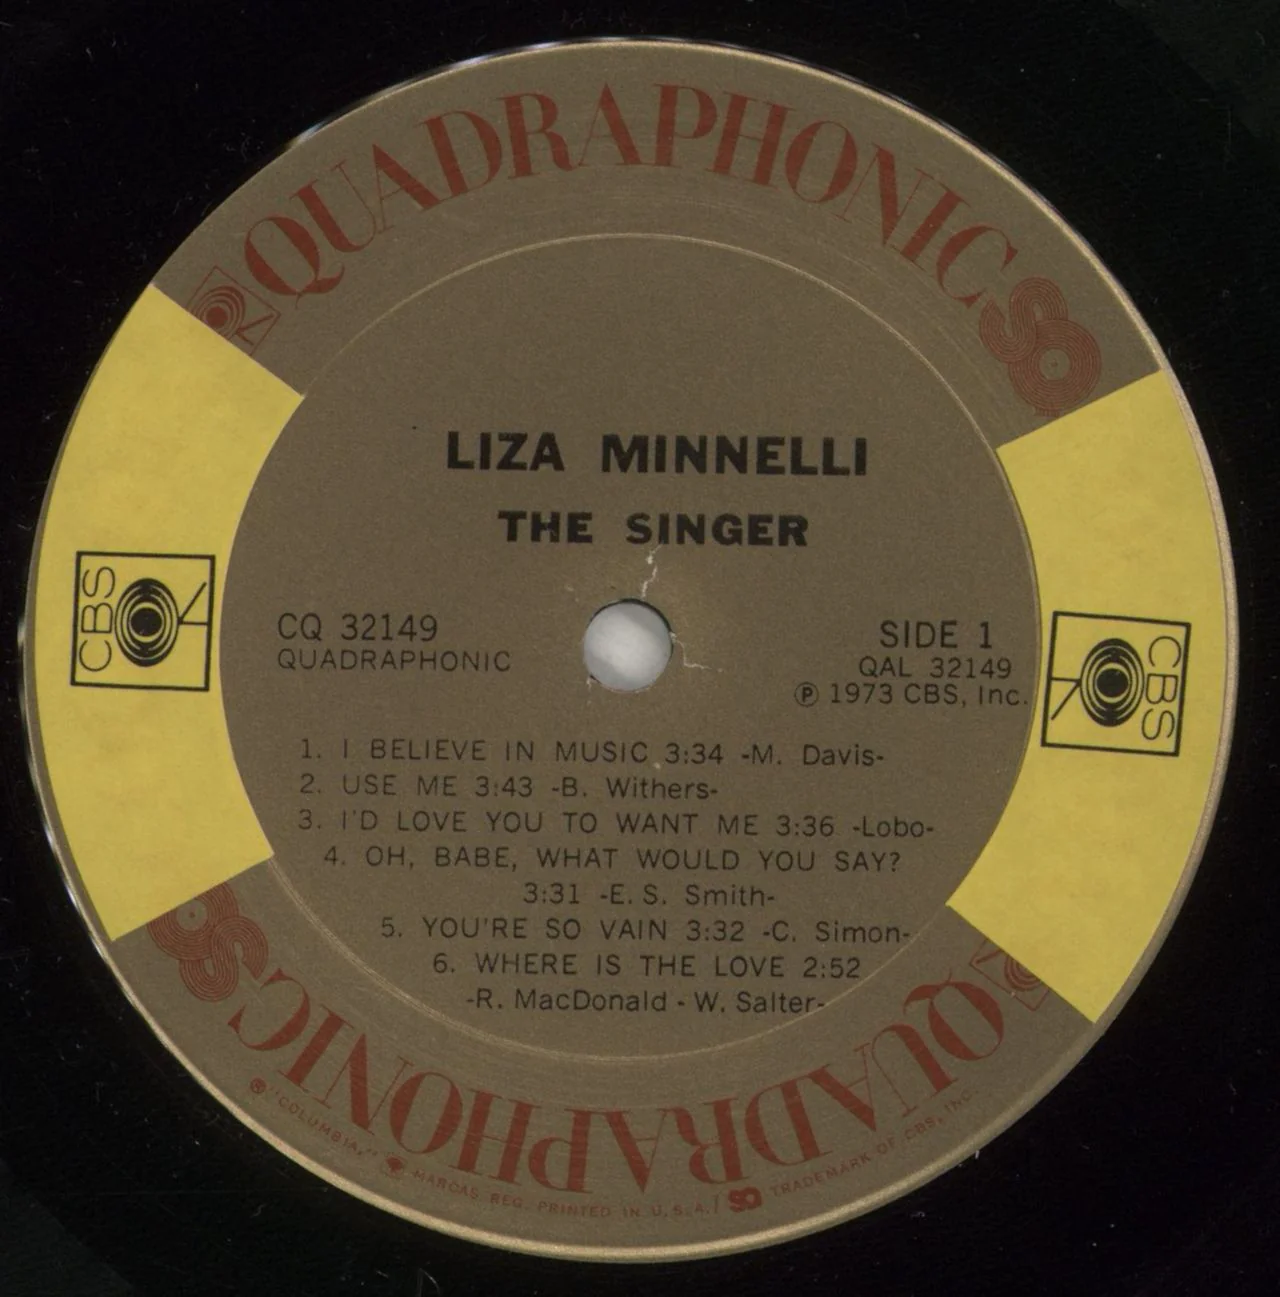 QUADRAPHONIC SQ
LIZA MINNELLI
THE SINGER
CBS
CQ 32149
QUADRAPHONIC
SIDE 1
QAL 32149
Ⓟ 1973 CBS, Inc.
CBS
1. I BELIEVE IN MUSIC 3:34 -M. Davis-
2. USE ME 3:43 -B. Withers-
3. I'D LOVE YOU TO WANT ME 3:36 -Lobo-
4. OH, BABE, WHAT WOULD YOU SAY?
3:31 -E. S. Smith-
5. YOU'RE SO VAIN 3:32 -C. Simon-
6. WHERE IS THE LOVE 2:52
-R. MacDonald - W. Salter-
QUADRAPHONIC SQ
® "COLUMBIA," MARCAS REG. PRINTED IN U.S.A. / SQ TRADEMARK OF CBS, Inc.